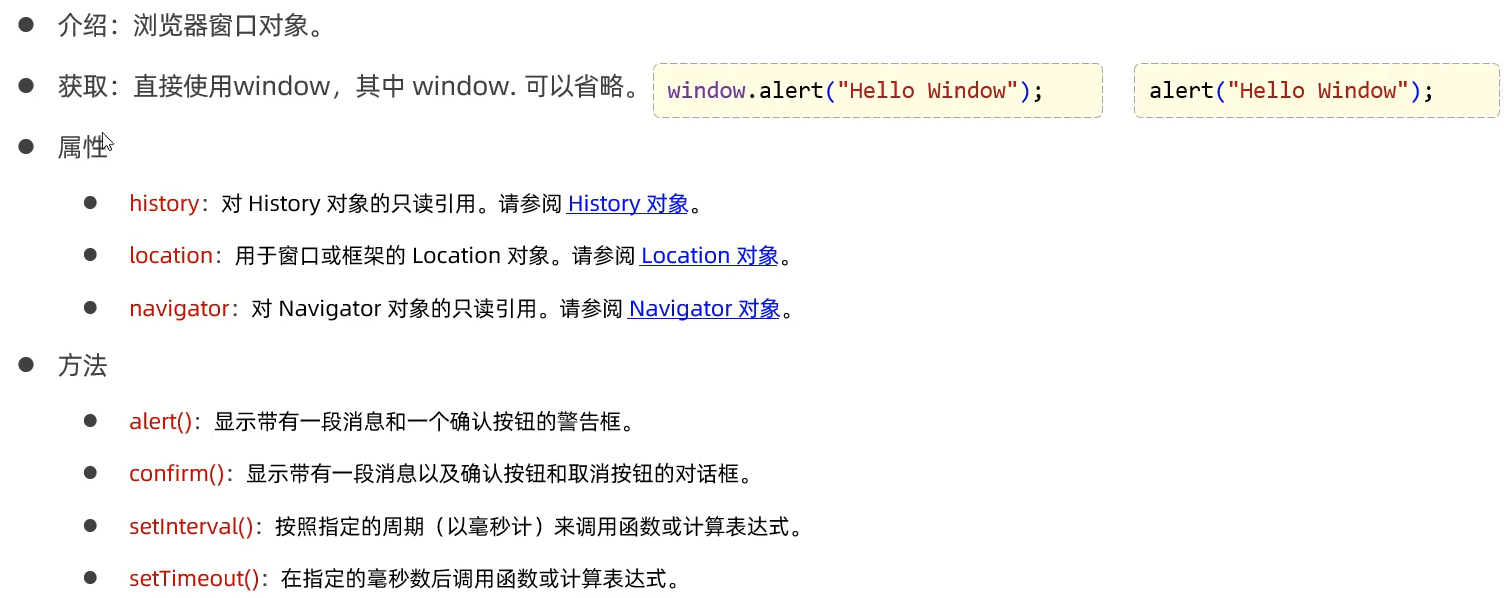 介绍：浏览器窗口对象。
获取：直接使用window，其中 window. 可以省略。 window.alert("Hello Window"); alert("Hello Window");
属性
history：对 History 对象的只读引用。请参阅 History 对象。
location：用于窗口或框架的 Location 对象。请参阅 Location 对象。
navigator：对 Navigator 对象的只读引用。请参阅 Navigator 对象。
方法
alert()：显示带有一段消息和一个确认按钮的警告框。
confirm()：显示带有一段消息以及确认按钮和取消按钮的对话框。
setInterval()：按照指定的周期（以毫秒计）来调用函数或计算表达式。
setTimeout()：在指定的毫秒数后调用函数或计算表达式。